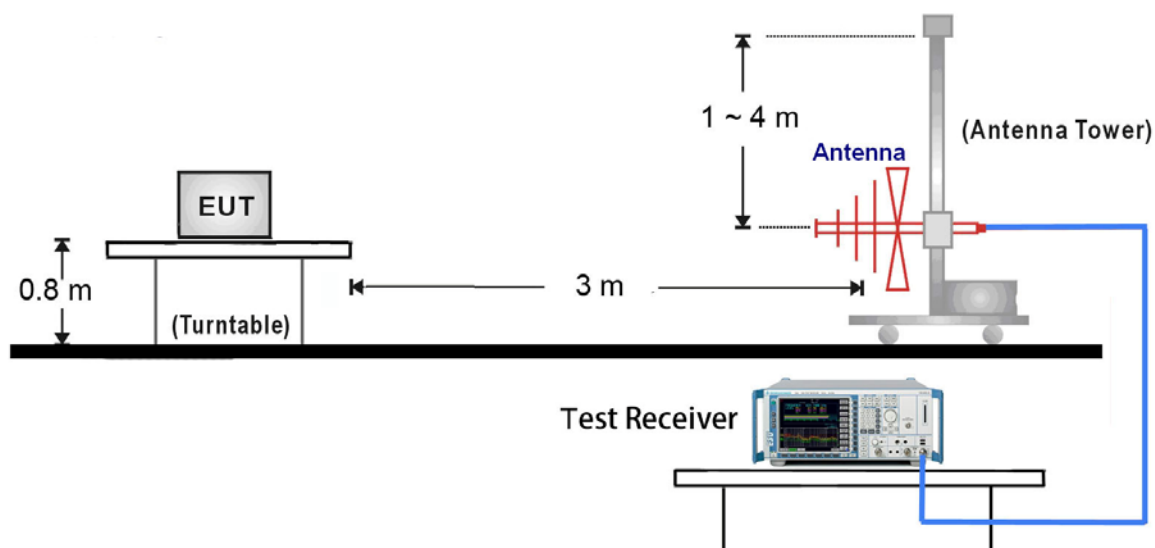 1 ~ 4 m
(Antenna Tower)
Antenna
EUT
0.8 m
3 m
(Turntable)
Test Receiver